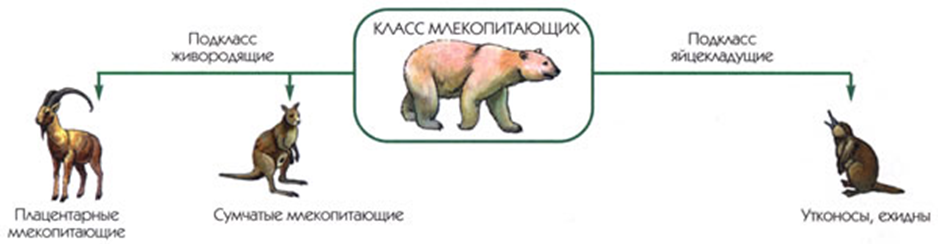 КЛАСС МЛЕКОПИТАЮЩИХ
Подкласс
живородящие
Подкласс
яйцекладущие
Плацентарные
млекопитающие
Сумчатые млекопитающие
Утконосы, ехидны